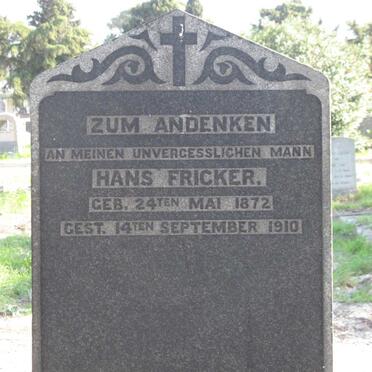 ZUM ANDENKEN
AN MEINEN UNVERGESSLICHEN MANN
HANS FRICKER,
GEB. 24TEN MAI 1872
GEST. 14TEN SEPTEMBER 1910